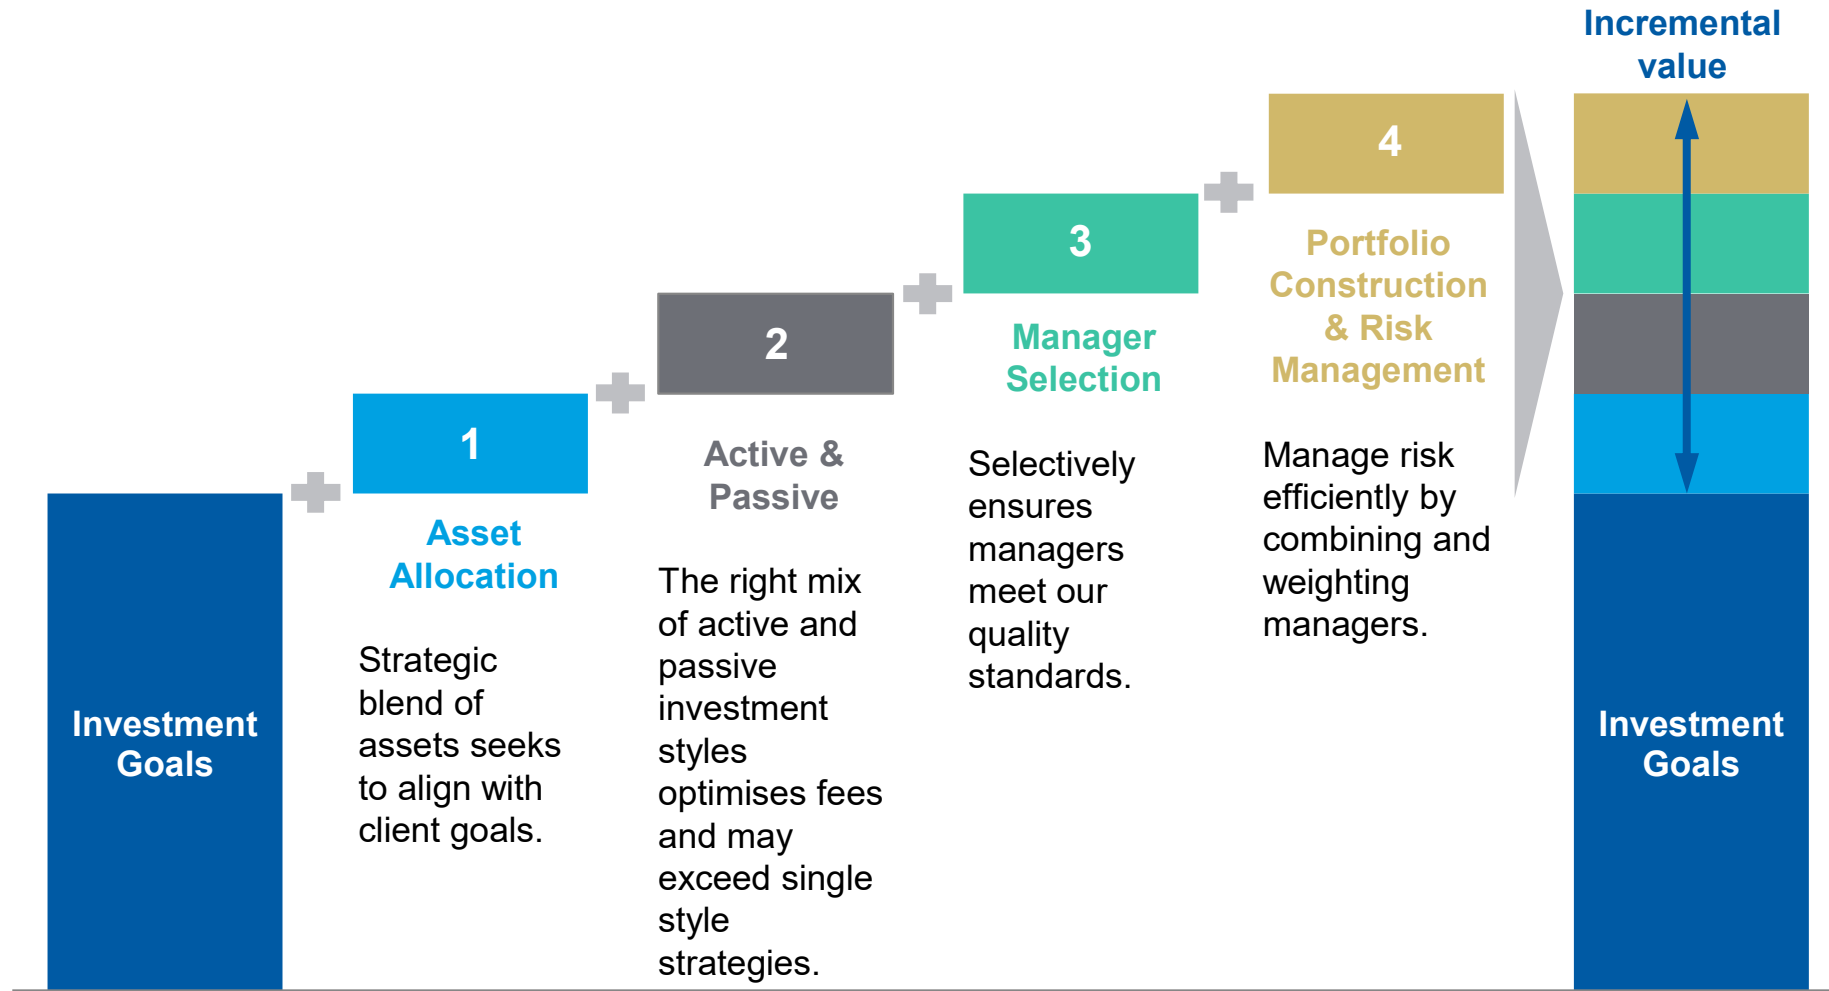 Investment
Goals
1
Asset
Allocation
Strategic
blend of
assets seeks
to align with
client goals.
2
Active &
Passive
The right mix
of active and
passive
investment
styles
optimises fees
and may
exceed single
style
strategies.
3
Manager
Selection
Selectively
ensures
managers
meet our
quality
standards.
4
Portfolio
Construction
& Risk
Management
Manage risk
efficiently by
combining and
weighting
managers.
Incremental
value
Investment
Goals